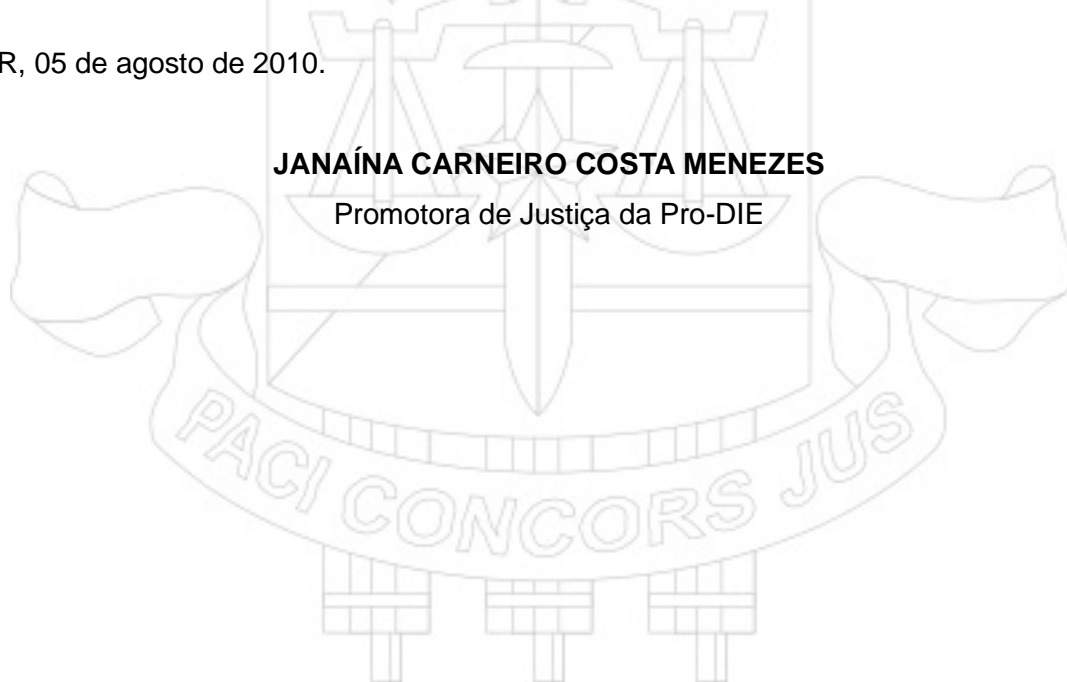 R, 05 de agosto de 2010.
JANAÍNA CARNEIRO COSTA MENEZES
Promotora de Justiça da Pro-DIE
PACI CONCORS JUS